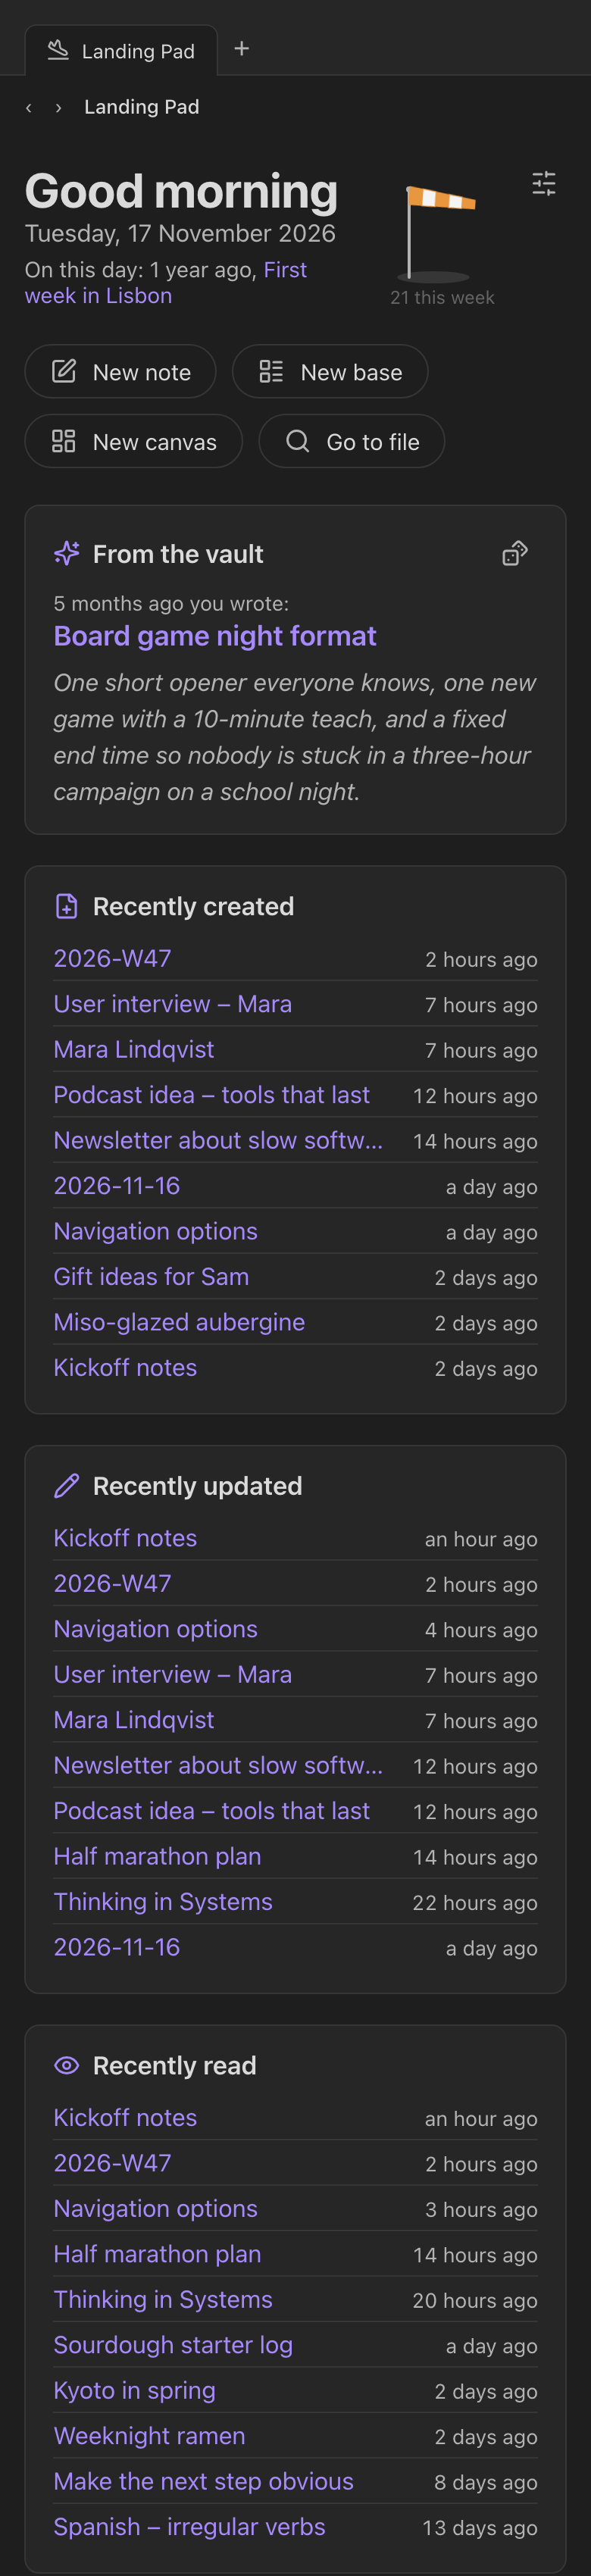 Landing Pad
Landing Pad
Good morning
Tuesday, 17 November 2026
On this day: 1 year ago, First
week in Lisbon
21 this week
New note
New base
New canvas
Go to file
From the vault
5 months ago you wrote:
Board game night format
One short opener everyone knows, one new
game with a 10-minute teach, and a fixed
end time so nobody is stuck in a three-hour
campaign on a school night.
Recently created
2026-W47 2 hours ago
User interview – Mara 7 hours ago
Mara Lindqvist 7 hours ago
Podcast idea – tools that last 12 hours ago
Newsletter about slow softw... 14 hours ago
2026-11-16 a day ago
Navigation options a day ago
Gift ideas for Sam 2 days ago
Miso-glazed aubergine 2 days ago
Kickoff notes 2 days ago
Recently updated
Kickoff notes an hour ago
2026-W47 2 hours ago
Navigation options 4 hours ago
User interview – Mara 7 hours ago
Mara Lindqvist 7 hours ago
Newsletter about slow softw... 12 hours ago
Podcast idea – tools that last 12 hours ago
Half marathon plan 14 hours ago
Thinking in Systems 22 hours ago
2026-11-16 a day ago
Recently read
Kickoff notes an hour ago
2026-W47 2 hours ago
Navigation options 3 hours ago
Half marathon plan 14 hours ago
Thinking in Systems 20 hours ago
Sourdough starter log a day ago
Kyoto in spring 2 days ago
Weeknight ramen 2 days ago
Make the next step obvious 8 days ago
Spanish – irregular verbs 13 days ago